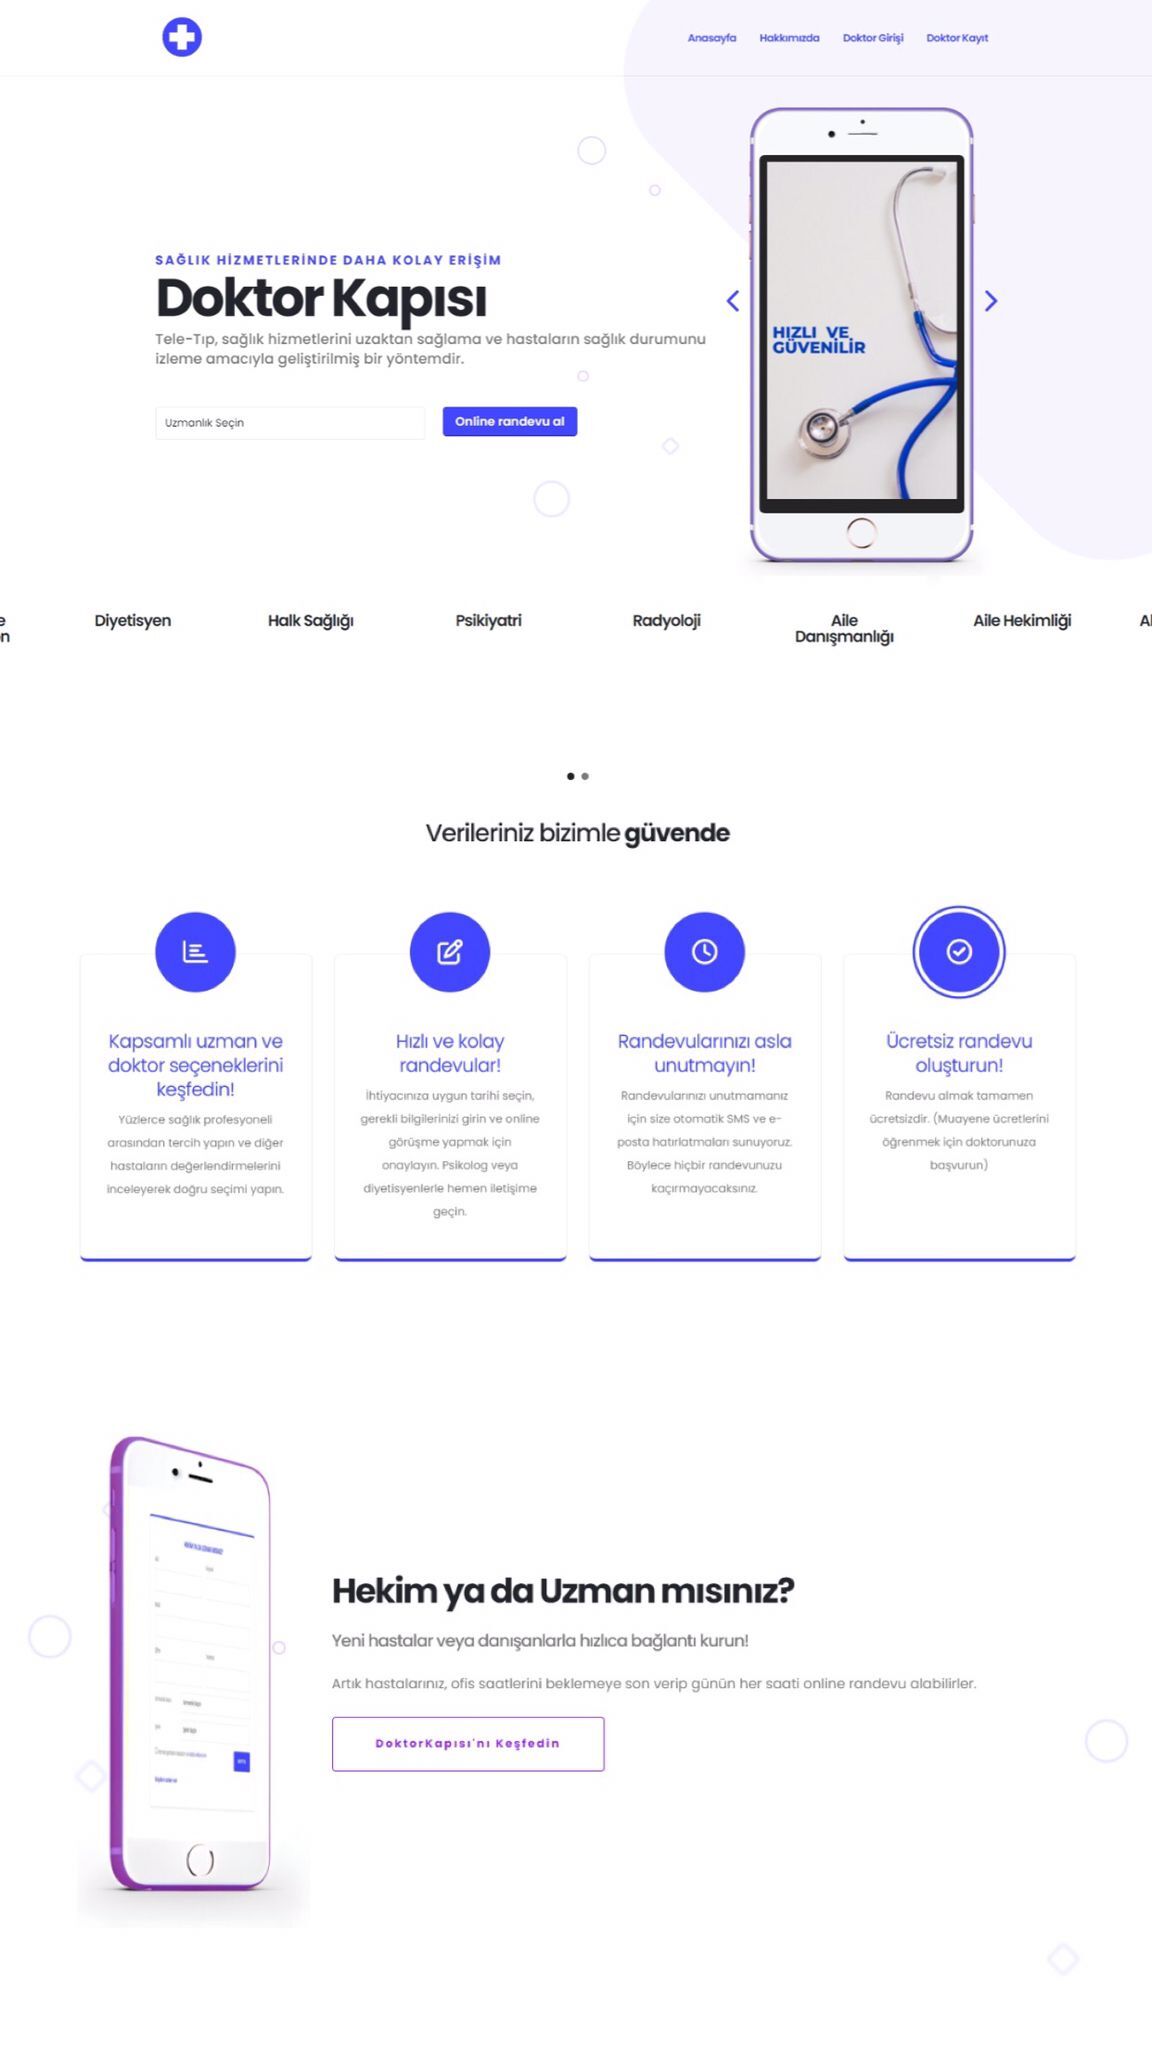 Anasayfa Hakkımızda Doktor Girişi Doktor Kayıt
SAĞLIK HİZMETLERİNDE DAHA KOLAY ERİŞİM
Doktor Kapısı
Tele-Tıp, sağlık hizmetlerini uzaktan sağlama ve hastaların sağlık durumunu
izleme amacıyla geliştirilmiş bir yöntemdir.
Uzmanlık Seçin
Online randevu al
HIZLI VE
GÜVENİLİR
Diyetisyen
Halk Sağlığı
Psikiyatri
Radyoloji
Aile
Danışmanlığı
Aile Hekimliği
Verileriniz bizimle güvende
Kapsamlı uzman ve
doktor seçeneklerini
keşfedin!
Yüzlerce sağlık profesyoneli
arasından tercih yapın ve diğer
hastaların değerlendirmelerini
inceleyerek doğru seçimi yapın.
Hızlı ve kolay
randevular!
İhtiyacınıza uygun tarihi seçin,
gerekli bilgilerinizi girin ve online
görüşme yapmak için
onaylayın. Psikolog veya
diyetisyenlerle hemen iletişime
geçin.
Randevularınızı asla
unutmayın!
Randevularınızı unutmamanız
için size otomatik SMS ve e-
posta hatırlatmaları sunuyoruz.
Böylece hiçbir randevunuzu
kaçırmayacaksınız.
Ücretsiz randevu
oluşturun!
Randevu almak tamamen
ücretsizdir. (Muayene ücretlerini
öğrenmek için doktorunuza
başvurun)
Hekim ya da Uzman mısınız?
Yeni hastalar veya danışanlarla hızlıca bağlantı kurun!
Artık hastalarınız, ofis saatlerini beklemeye son verip günün her saati online randevu alabilirler.
DoktorKapısı'nı Keşfedin